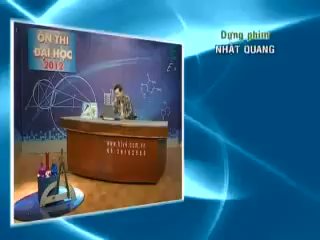 ÔN THI
ĐẠI HỌC
2012
Dựng phim
NHẬT QUANG